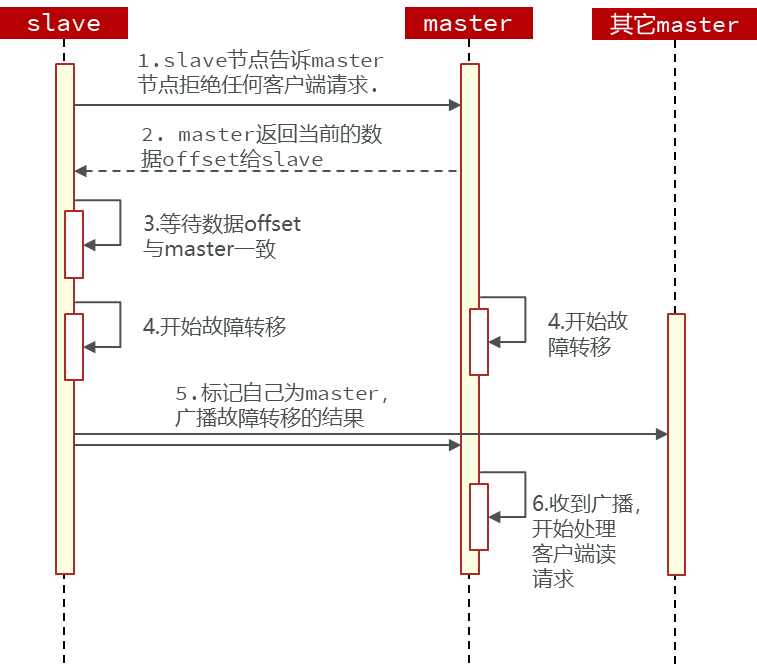 slave
master
其它master
1.slave节点告诉master
节点拒绝任何客户端请求.
2. master返回当前的数
据offset给slave
3.等待数据offset
与master一致
4.开始故障转移
4.开始故
障转移
5.标记自己为master,
广播故障转移的结果
6.收到广播,
开始处理
客户端读
请求